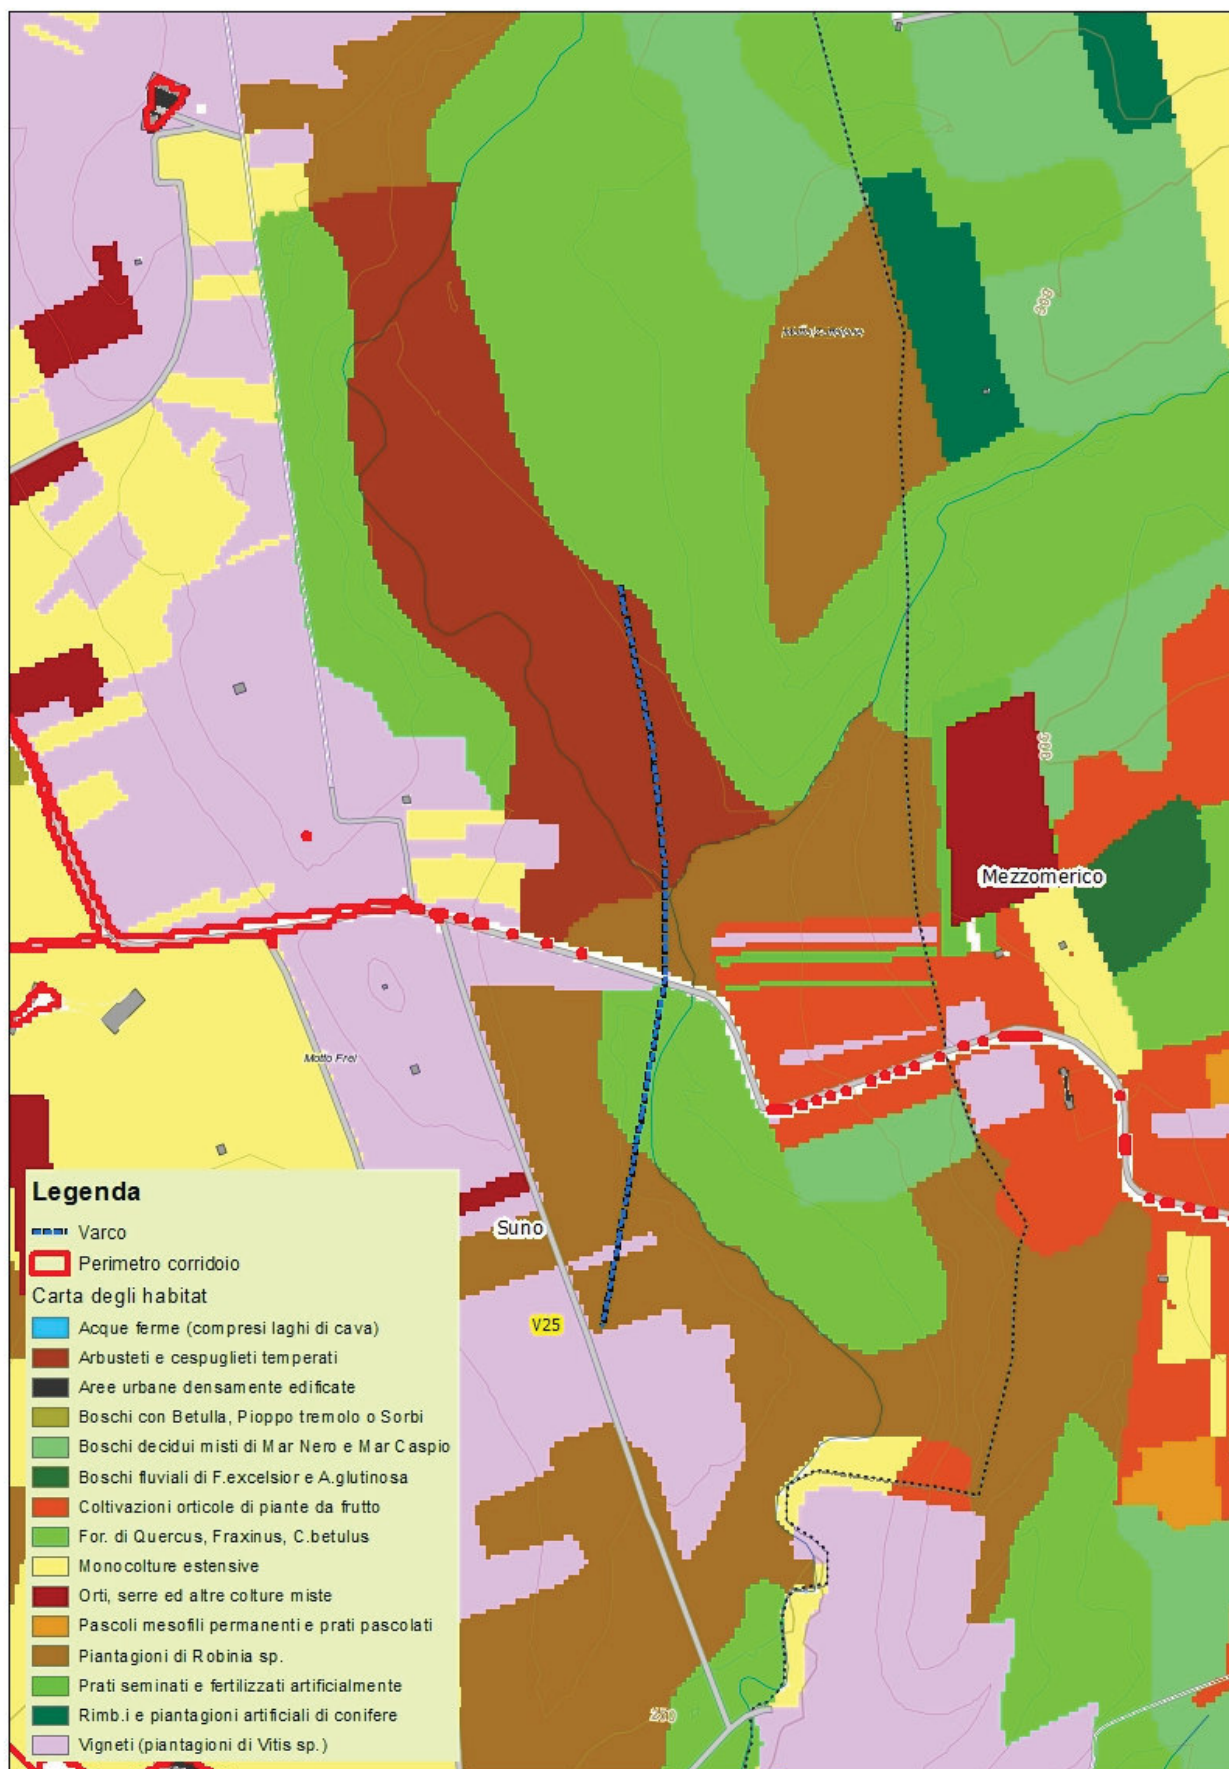 306
306
Mezzomerico
Motto Frei
Suno
V25
250
Legenda
Varco
Perimetro corridoio
Carta degli habitat
Acque ferme (compresi laghi di cava)
Arbusteti e cespuglieti temperati
Aree urbane densamente edificate
Boschi con Betulla, Pioppo tremolo o Sorbi
Boschi decidui misti di Mar Nero e Mar Caspio
Boschi fluviali di F.excelsior e A.glutinosa
Coltivazioni orticole di piante da frutto
For. di Quercus, Fraxinus, C.betulus
Monocolture estensive
Orti, serre ed altre colture miste
Pascoli mesofili permanenti e prati pascolati
Piantagioni di Robinia sp.
Prati seminati e fertilizzati artificialmente
Rimb.i e piantagioni artificiali di conifere
Vigneti (piantagioni di Vitis sp.)